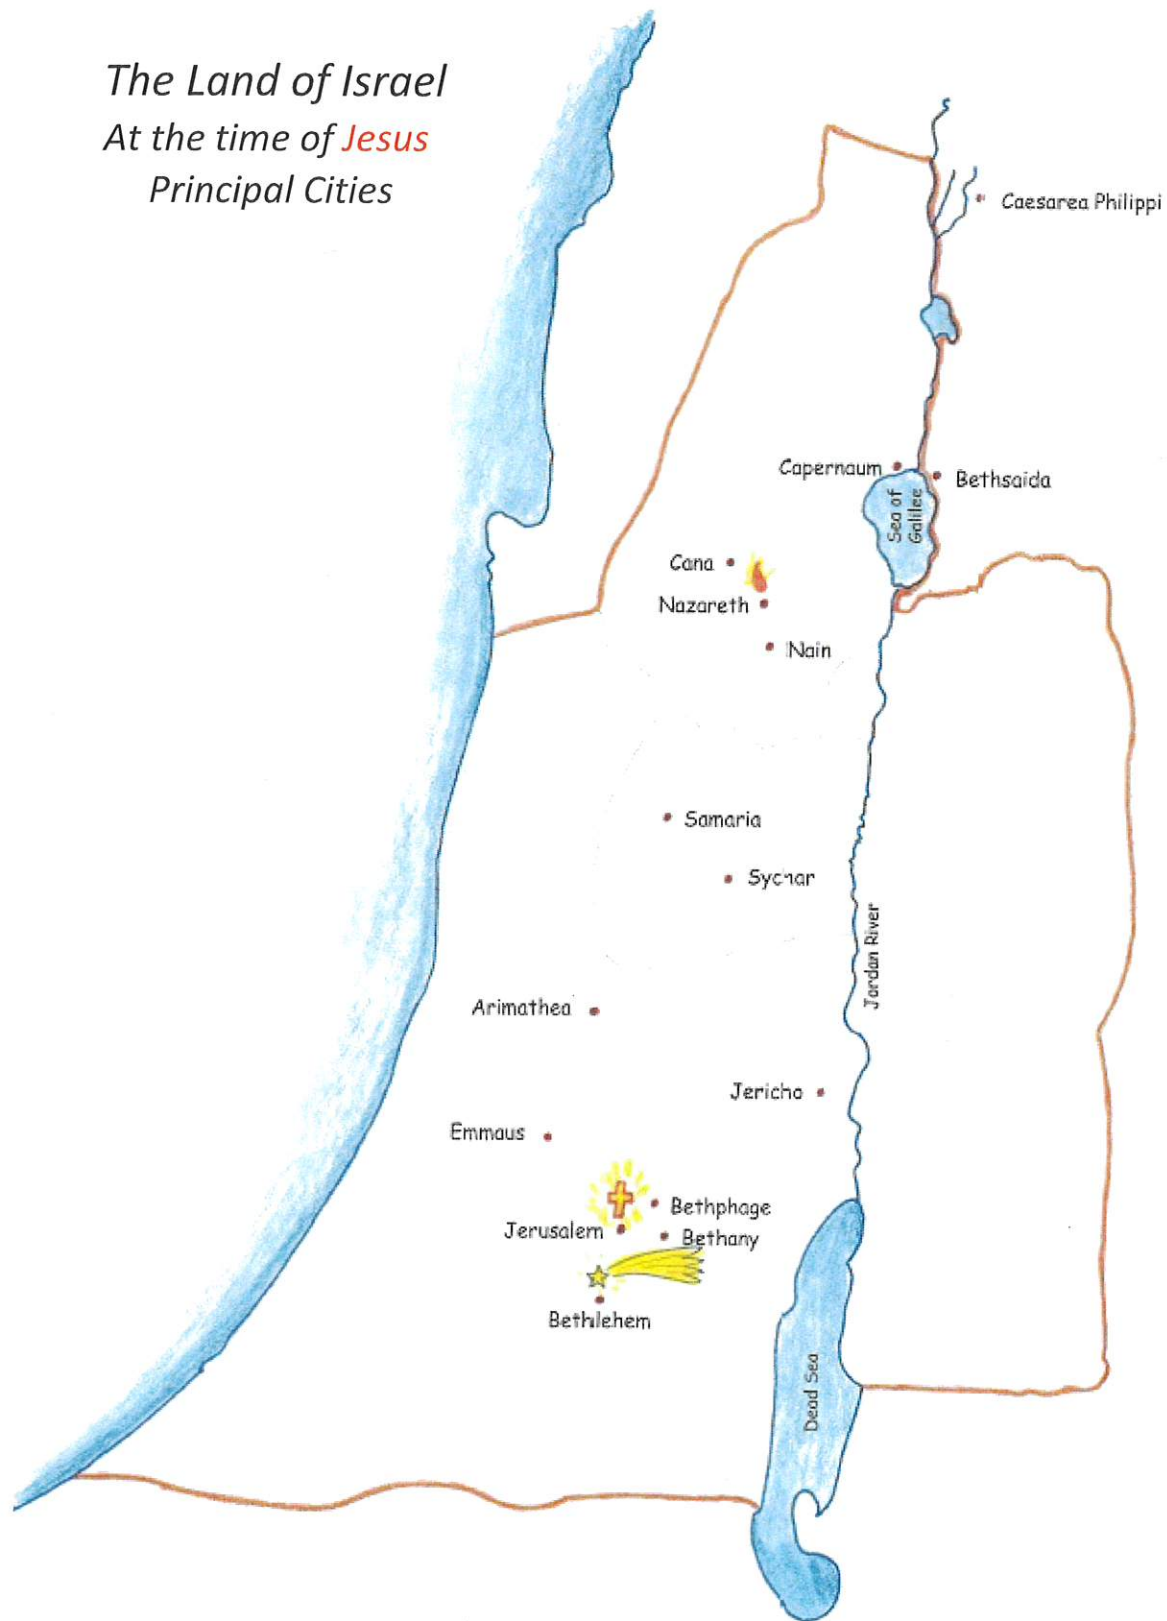 The Land of Israel
At the time of Jesus
Principal Cities
Caesarea Philippi
Capernaum
Bethsaida
Sea of
Galilee
Cana
Nazareth
Nain
Samaria
Sychar
Jordan River
Arimathea
Jericho
Emmaus
Bethphage
Jerusalem
Bethany
Bethlehem
Dead Sea